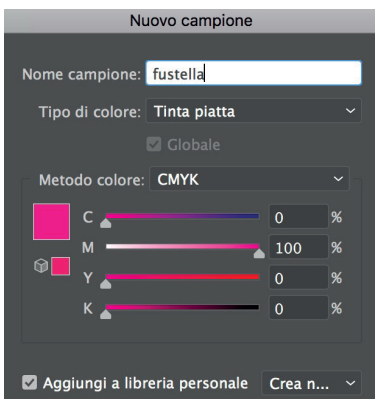 Nuovo campione
Nome campione: fustella
Tipo di colore: Tinta piatta
Globale
Metodo colore: CMYK
C 0 %
M 100 %
Y 0 %
K 0 %
Aggiungi a libreria personale Crea n...